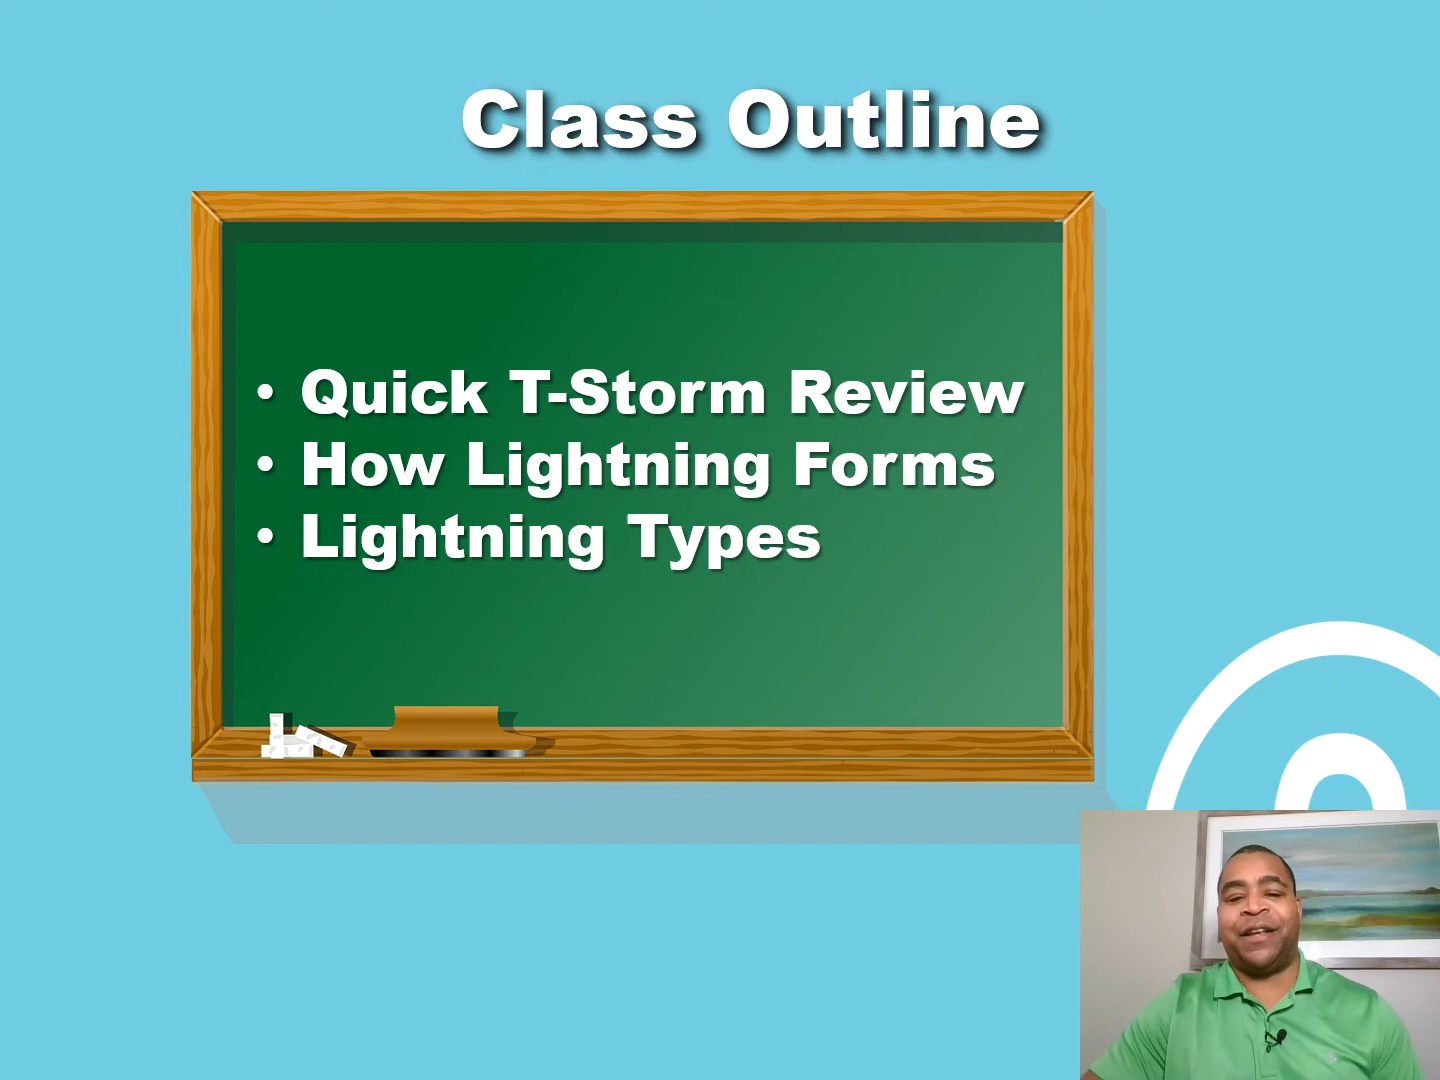 Class Outline
• Quick T-Storm Review
• How Lightning Forms
• Lightning Types